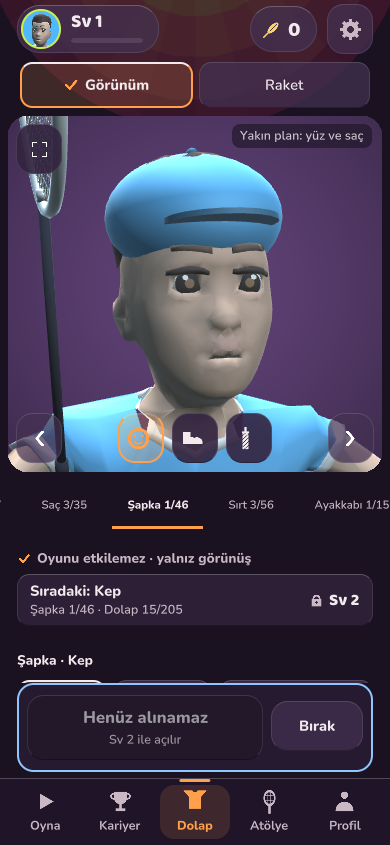 Sv 1
0
Görünüm
Raket
Yakın plan: yüz ve saç
Saç 3/35
Şapka 1/46
Sırt 3/56
Ayakkabı 1/15
Oyunu etkilemez · yalnız görünüş
Sıradaki: Kep
Şapka 1/46 · Dolap 15/205
Sv 2
Şapka · Kep
Henüz alınamaz
Sv 2 ile açılır
Bırak
Oyna
Kariyer
Dolap
Atölye
Profil